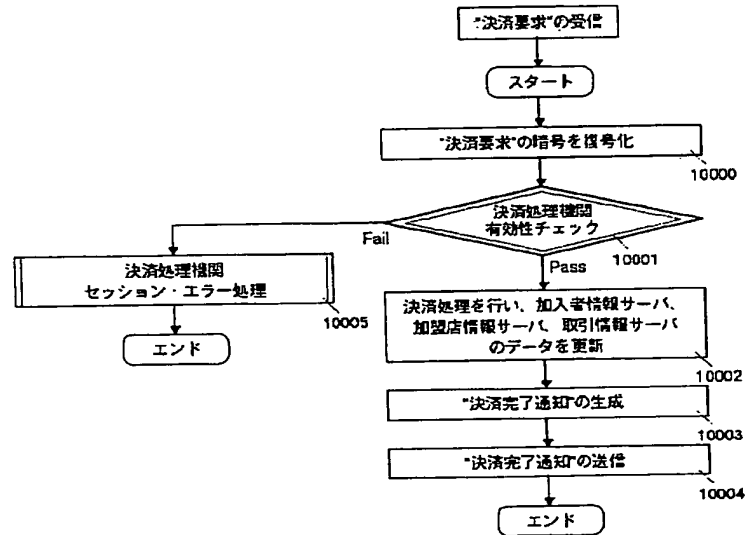 "決済要求"の受信
スタート
"決済要求"の暗号を復号化
10000
決済処理機関
有効性チェック
10001
Fail
Pass
決済処理機関
セッション・エラー処理
10005
エンド
決済処理を行い、加入者情報サーバ、
加盟店情報サーバ、取引情報サーバ
のデータを更新
10002
"決済完了通知"の生成
10003
"決済完了通知"の送信
10004
エンド